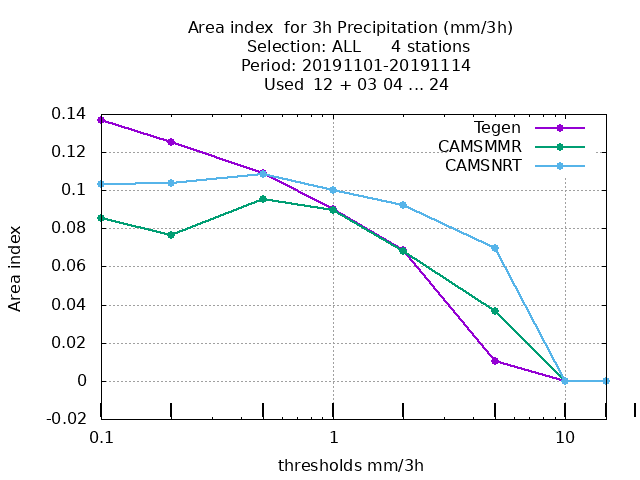 Area index  for 3h Precipitation (mm/3h)
Selection: ALL      4 stations
Period: 20191101-20191114
Used  12 + 03 04 ... 24
0.14
0.12
0.1
0.08
0.06
0.04
0.02
0
-0.02
Area index
Tegen
CAMSMMR
CAMSNRT
0.1 1 10
thresholds mm/3h